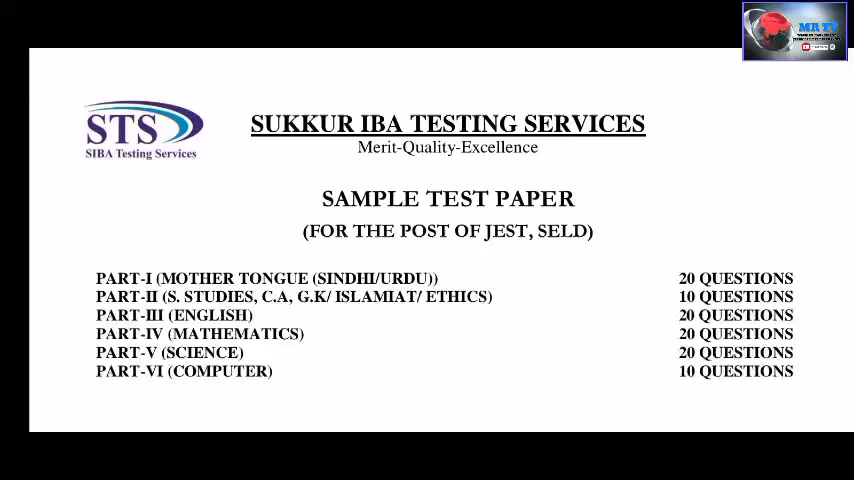 MR TV
STS
SIBA Testing Services
SUKKUR IBA TESTING SERVICES
Merit-Quality-Excellence
SAMPLE TEST PAPER
(FOR THE POST OF JEST, SELD)
PART-I (MOTHER TONGUE (SINDHI/URDU)) 20 QUESTIONS
PART-II (S. STUDIES, C.A, G.K/ ISLAMIAT/ ETHICS) 10 QUESTIONS
PART-III (ENGLISH) 20 QUESTIONS
PART-IV (MATHEMATICS) 20 QUESTIONS
PART-V (SCIENCE) 20 QUESTIONS
PART-VI (COMPUTER) 10 QUESTIONS